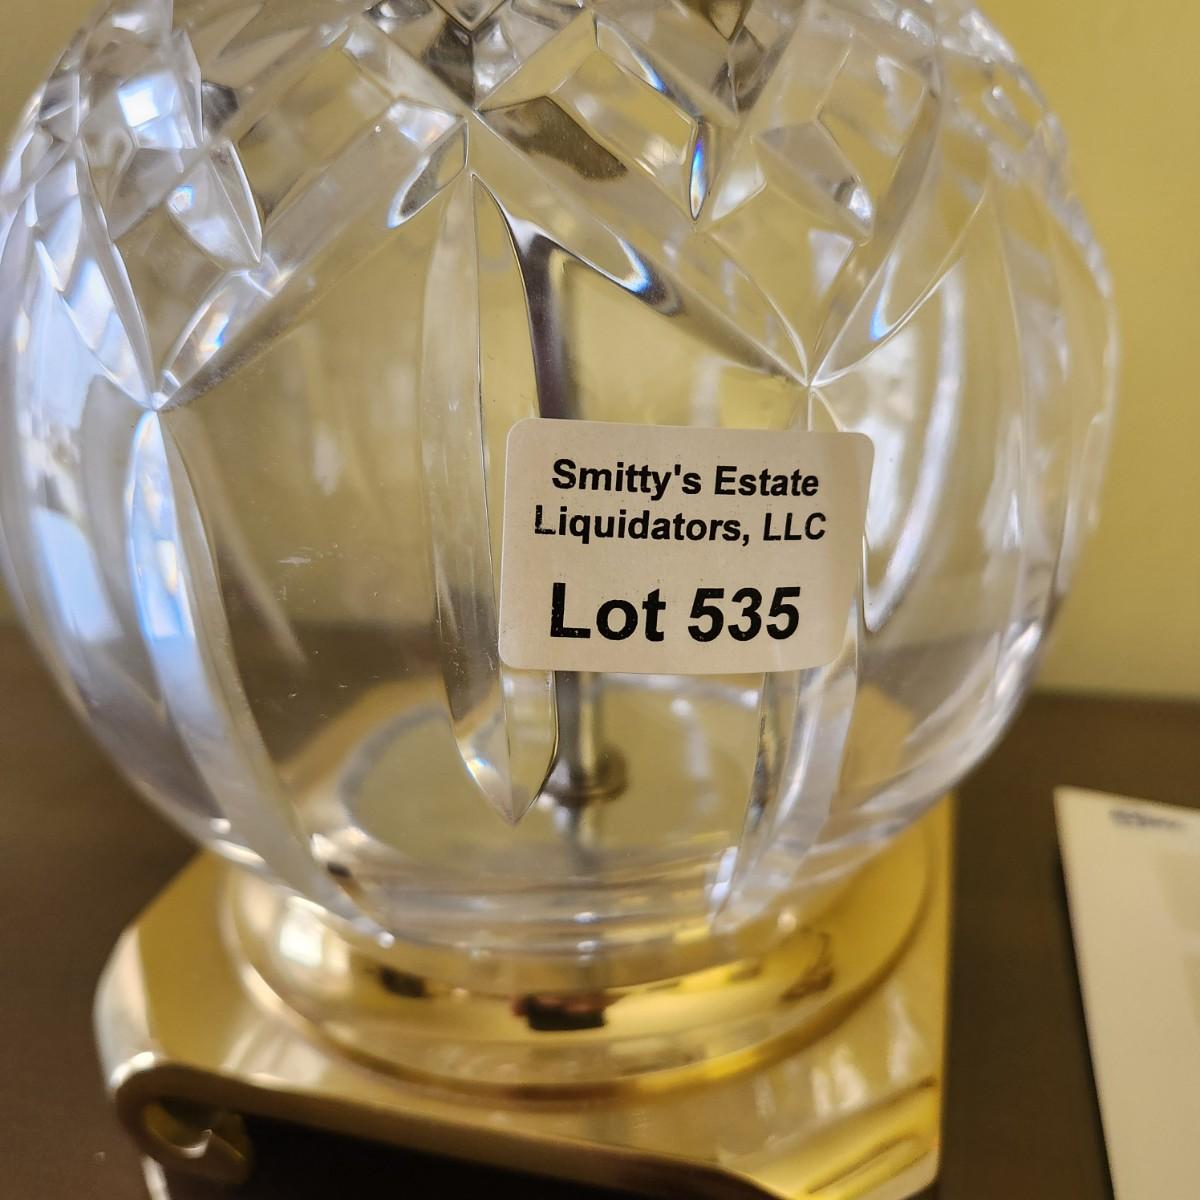 Smitty's Estate
Liquidators, LLC
Lot 535